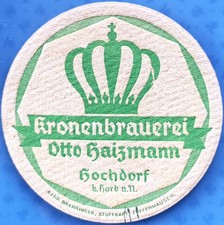 Kronenbrauerei
Otto Haizmann
Hochdorf
b. Horb a. N.